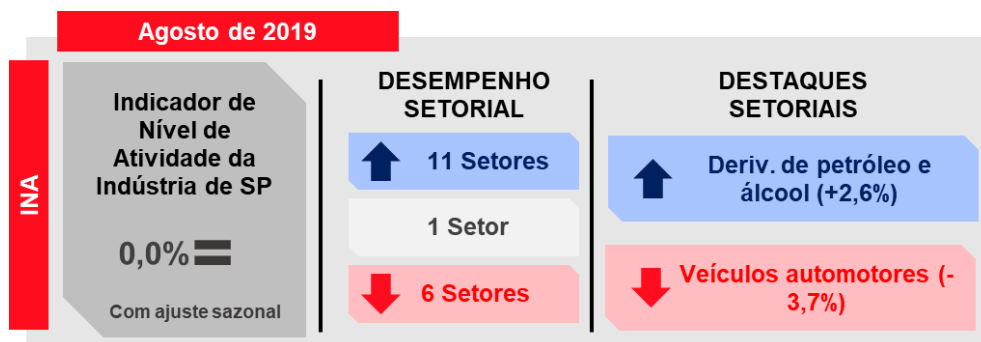 Agosto de 2019
INA
Indicador de
Nível de
Atividade da
Indústria de SP
0,0% =
Com ajuste sazonal
DESEMPENHO
SETORIAL
11 Setores
1 Setor
6 Setores
DESTAQUES
SETORIAIS
Deriv. de petróleo e
álcool (+2,6%)
Veículos automotores (-
3,7%)